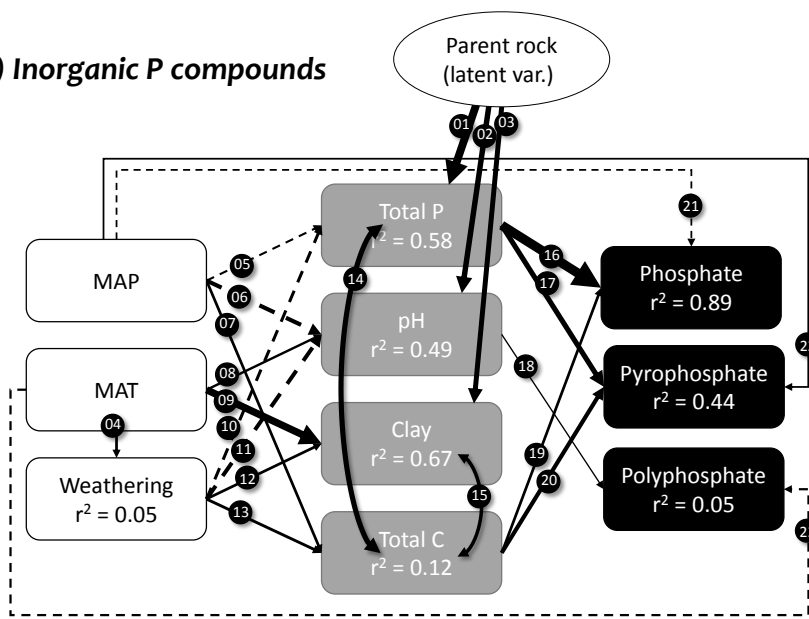 ) Inorganic P compounds
Parent rock
(latent var.)
01
02
03
Total P
r² = 0.58
21
MAP
05
06
07
14
16
17
Phosphate
r² = 0.89
pH
r² = 0.49
18
MAT
08
09
10
11
12
13
04
Pyrophosphate
r² = 0.44
Clay
r² = 0.67
15
19
20
Weathering
r² = 0.05
Polyphosphate
r² = 0.05
Total C
r² = 0.12